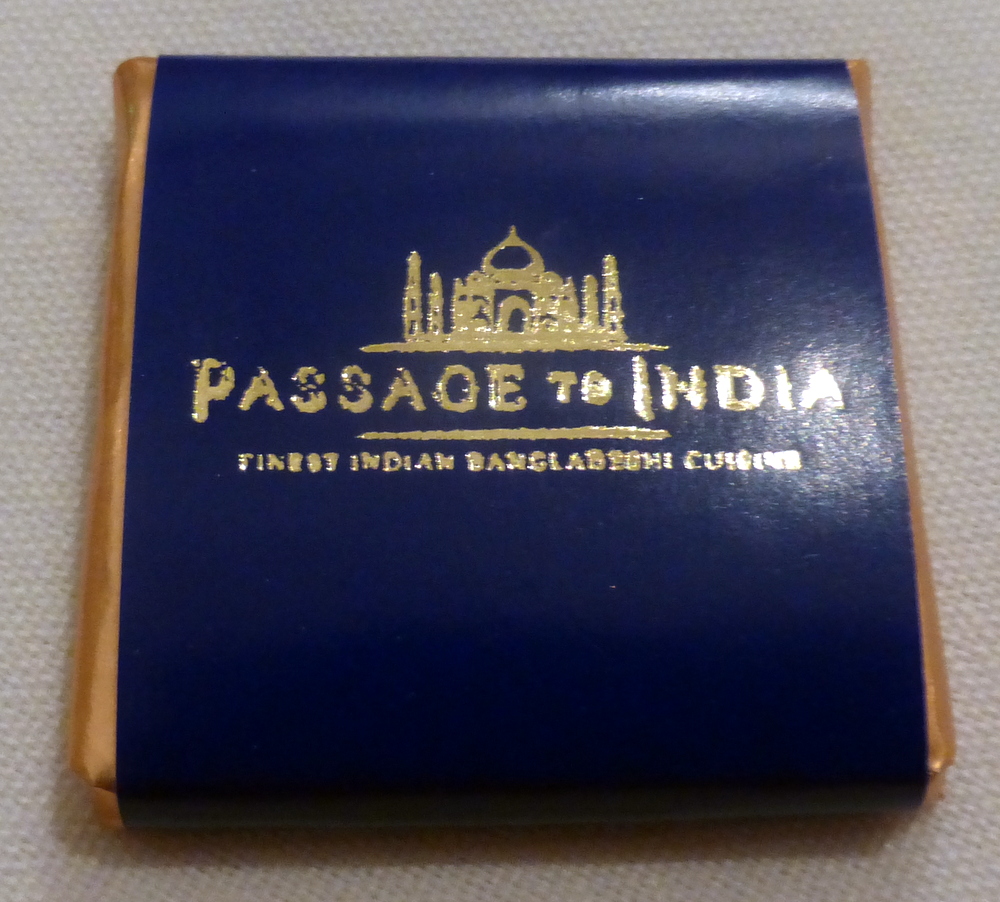 PASSAGE TO INDIA
FINEST INDIAN BANGLADESHI CUISINE